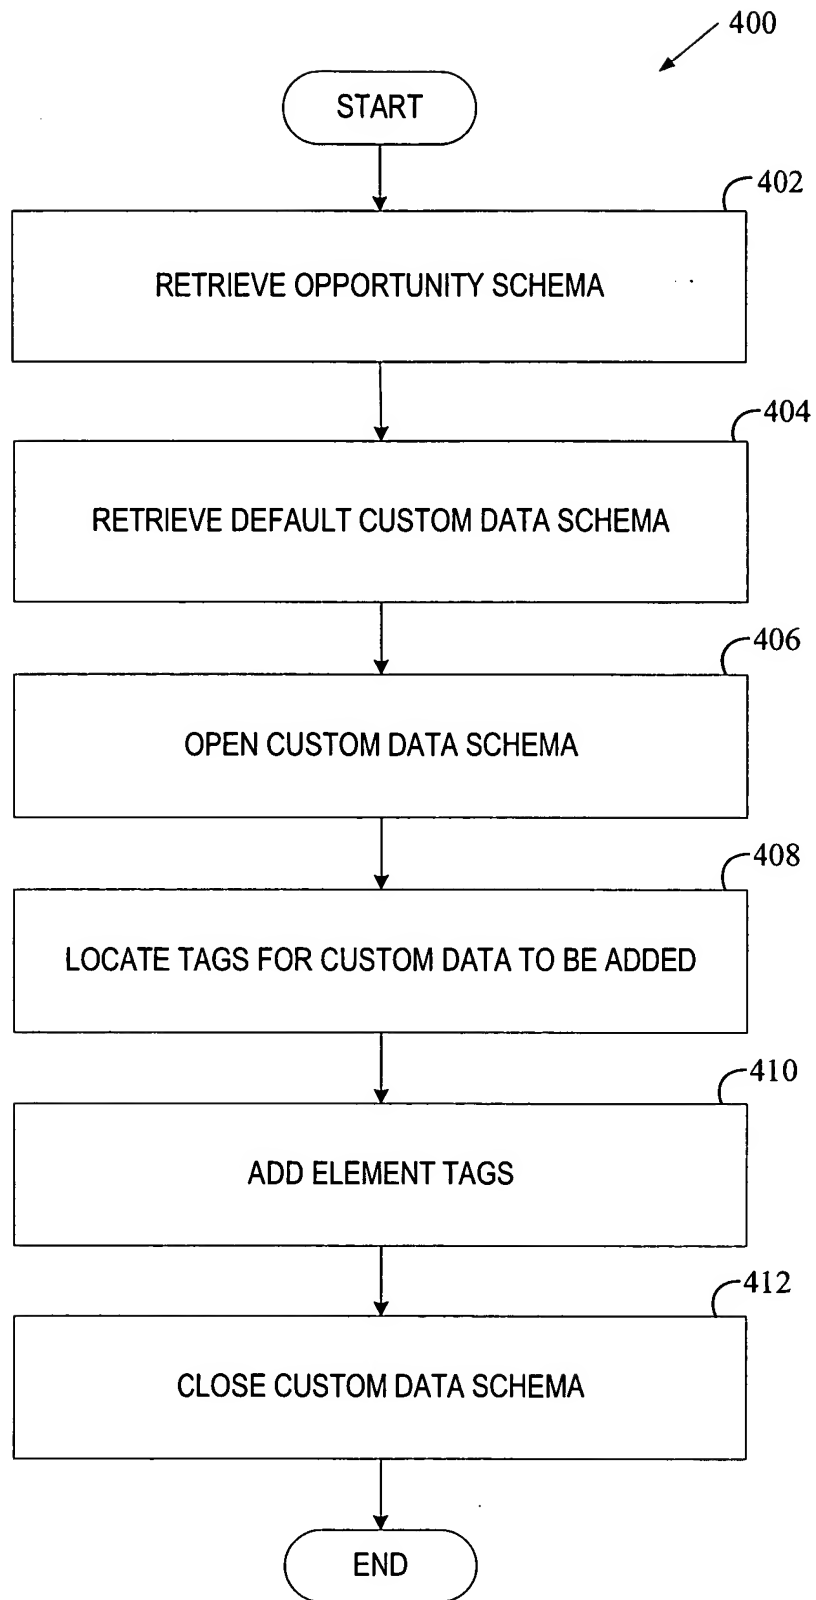 400
START
402
RETRIEVE OPPORTUNITY SCHEMA
404
RETRIEVE DEFAULT CUSTOM DATA SCHEMA
406
OPEN CUSTOM DATA SCHEMA
408
LOCATE TAGS FOR CUSTOM DATA TO BE ADDED
410
ADD ELEMENT TAGS
412
CLOSE CUSTOM DATA SCHEMA
END